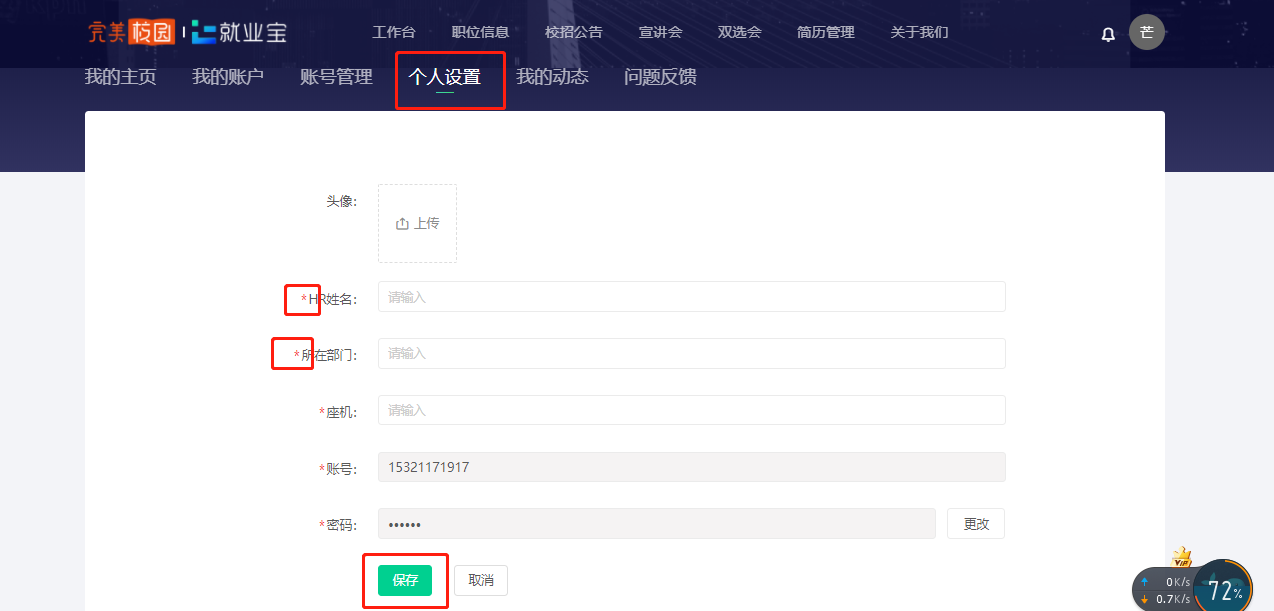 完美校园 | 就业宝 工作台 职位信息 校招公告 宣讲会 双选会 简历管理 关于我们 芒
我的主页 我的账户 账号管理 个人设置 我的动态 问题反馈
头像:
上传
*HR姓名: 请输入
*所在部门: 请输入
*座机: 请输入
*账号: 15321171917
*密码: •••••• 更改
保存 取消
VIP
0K/s
0.7K/s
72%